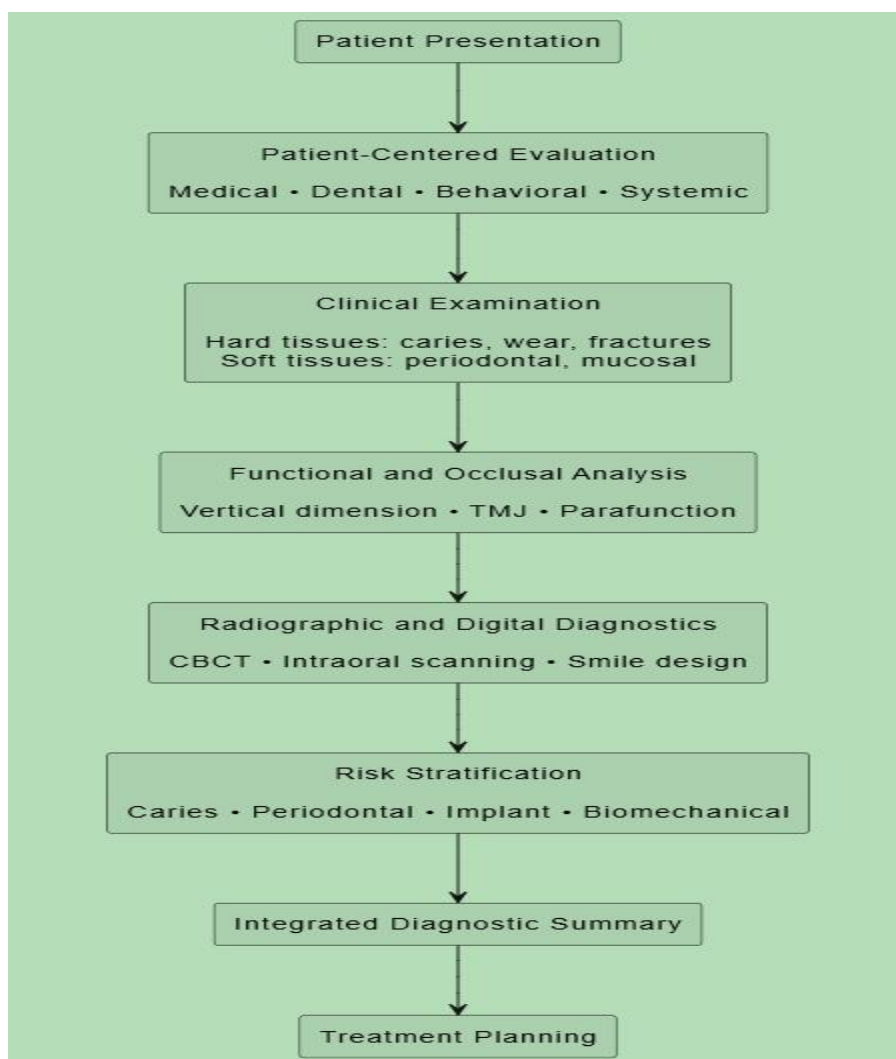 Patient Presentation
Patient-Centered Evaluation
Medical • Dental • Behavioral • Systemic
Clinical Examination
Hard tissues: caries, wear, fractures
Soft tissues: periodontal, mucosal
Functional and Occlusal Analysis
Vertical dimension • TMJ • Parafunction
Radiographic and Digital Diagnostics
CBCT • Intraoral scanning • Smile design
Risk Stratification
Caries • Periodontal • Implant • Biomechanical
Integrated Diagnostic Summary
Treatment Planning